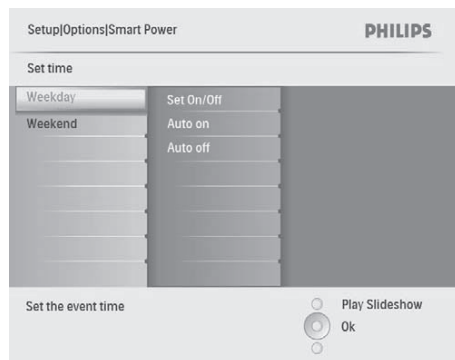 Setup|Options|Smart Power
PHILIPS
Set time
Weekday
Set On/Off
Weekend
Auto on
Auto off
Set the event time
Play Slideshow
Ok